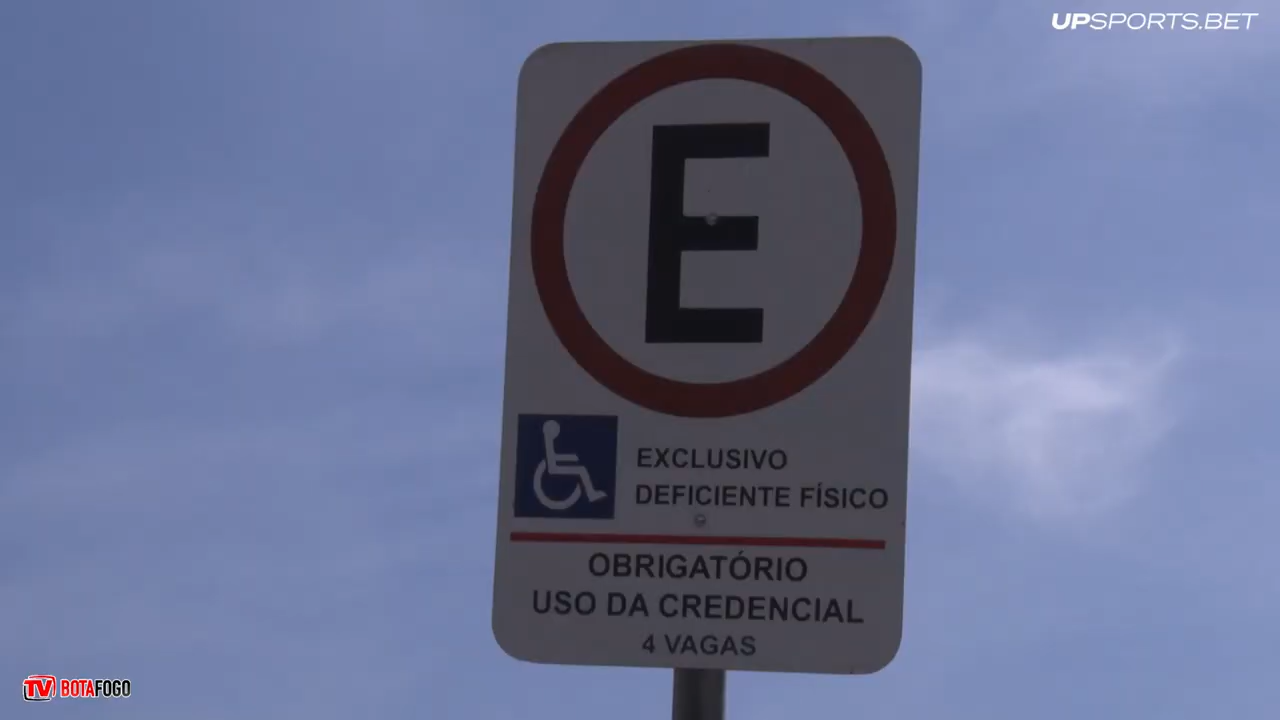 UPSPORTS.BET
E
EXCLUSIVO
DEFICIENTE FÍSICO
OBRIGATÓRIO
USO DA CREDENCIAL
4 VAGAS
TV BOTAFOGO